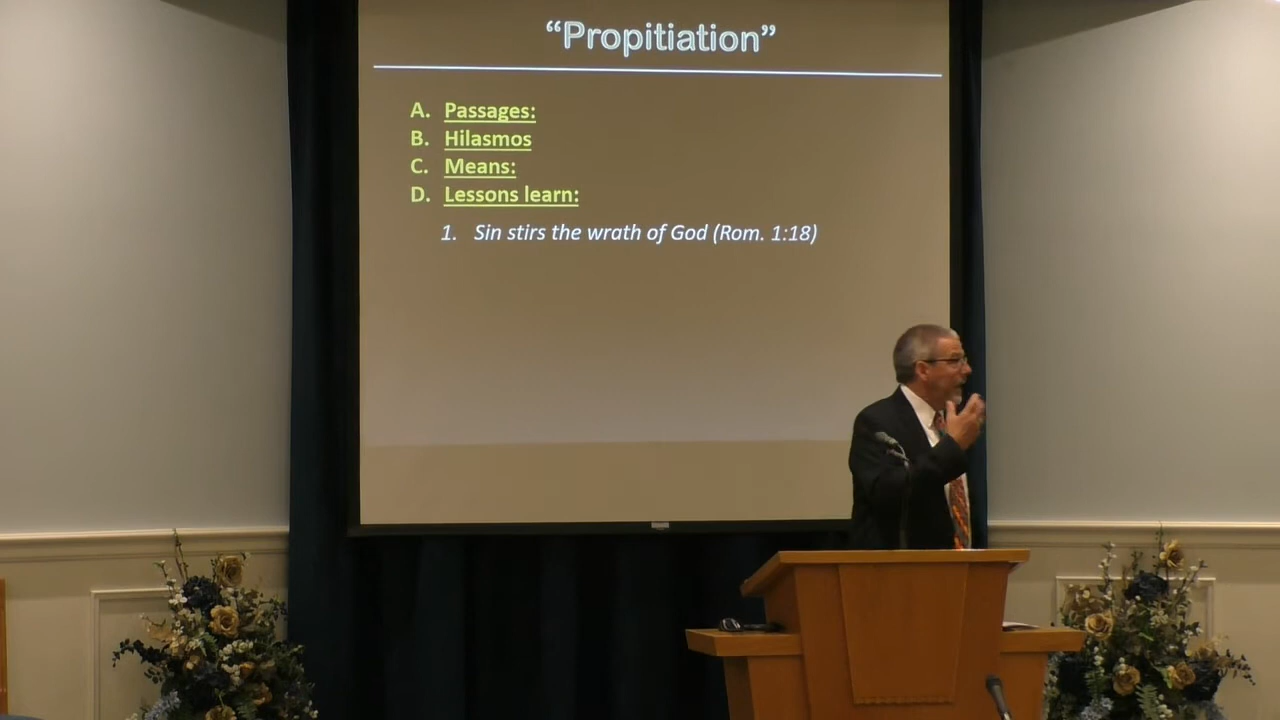 “Propitiation”
A. Passages:
B. Hilasmos
C. Means:
D. Lessons learn:
1. Sin stirs the wrath of God (Rom. 1:18)